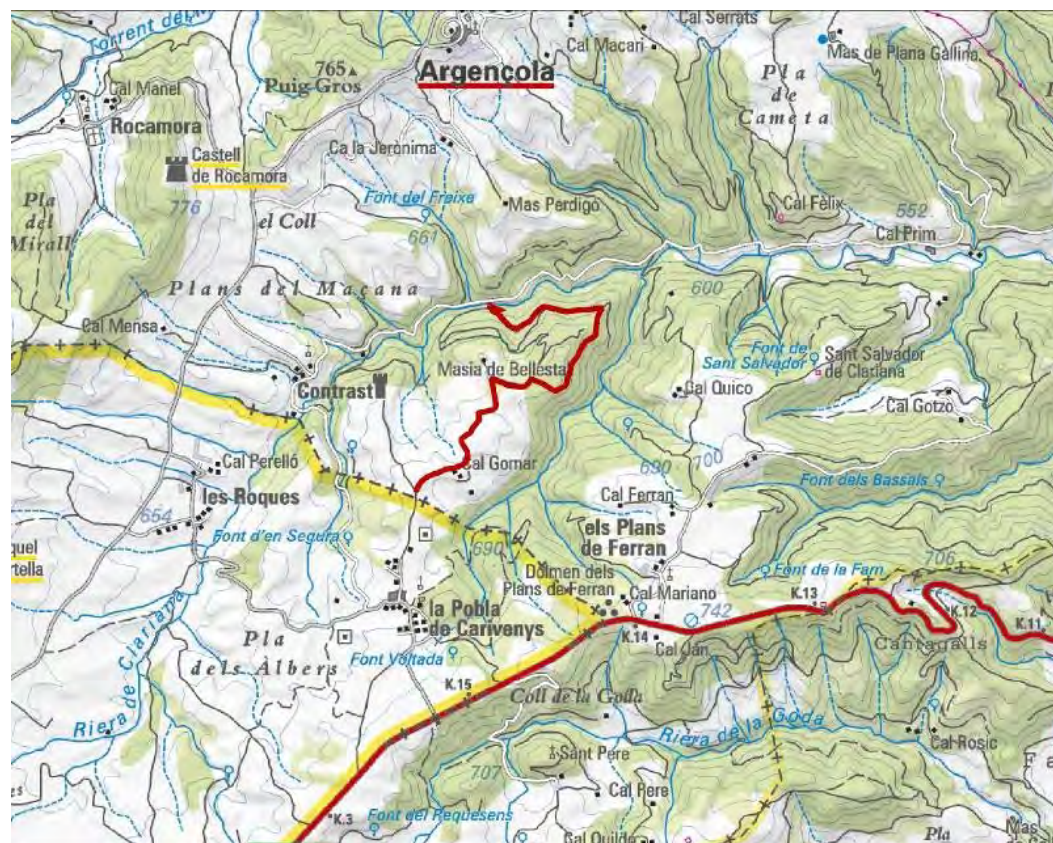 Torrent del
Cal Serrats
Cal Macari
Mas de Plana Gallina
765
Puig Gros
Argençola
Pla
de
Cameta
Cal Manel
Rocamora
Castell
de Rocamora
Ca la Jerònima
Font del Freixe
Mas Perdigó
Cal Fèlix
552
Cal Prim
Pla
del
Mirall
776
el Coll
661
Plans del Maçana
600
Cal Mensa
Masia de Bellesta
Font de
Sant Salvador
Sant Salvador
de Clariana
Contrast
Cal Quico
Cal Gotzo
Cal Perelló
Cal Gomar
690
700
les Roques
Font dels Bassals
654
Cal Ferran
Font d'en Segura
els Plans
de Ferran
quel
rtella
690
706
Dolmen dels
Plans de Ferran
Font de la Fam
Cal Mariano
K.13
K.12
K.11
la Pobla
de Carivenys
742
K.14
Cal Jan
Cantagalls
Pla
dels Àlbers
Font Voltada
K.15
Coll de la Goda
Riera de Clariana
Riera de la Goda
Sant Pere
Cal Rosic
Fa
707
Cal Pere
K.3
Font del Requesens
Cal Quildo
Pla
Mas